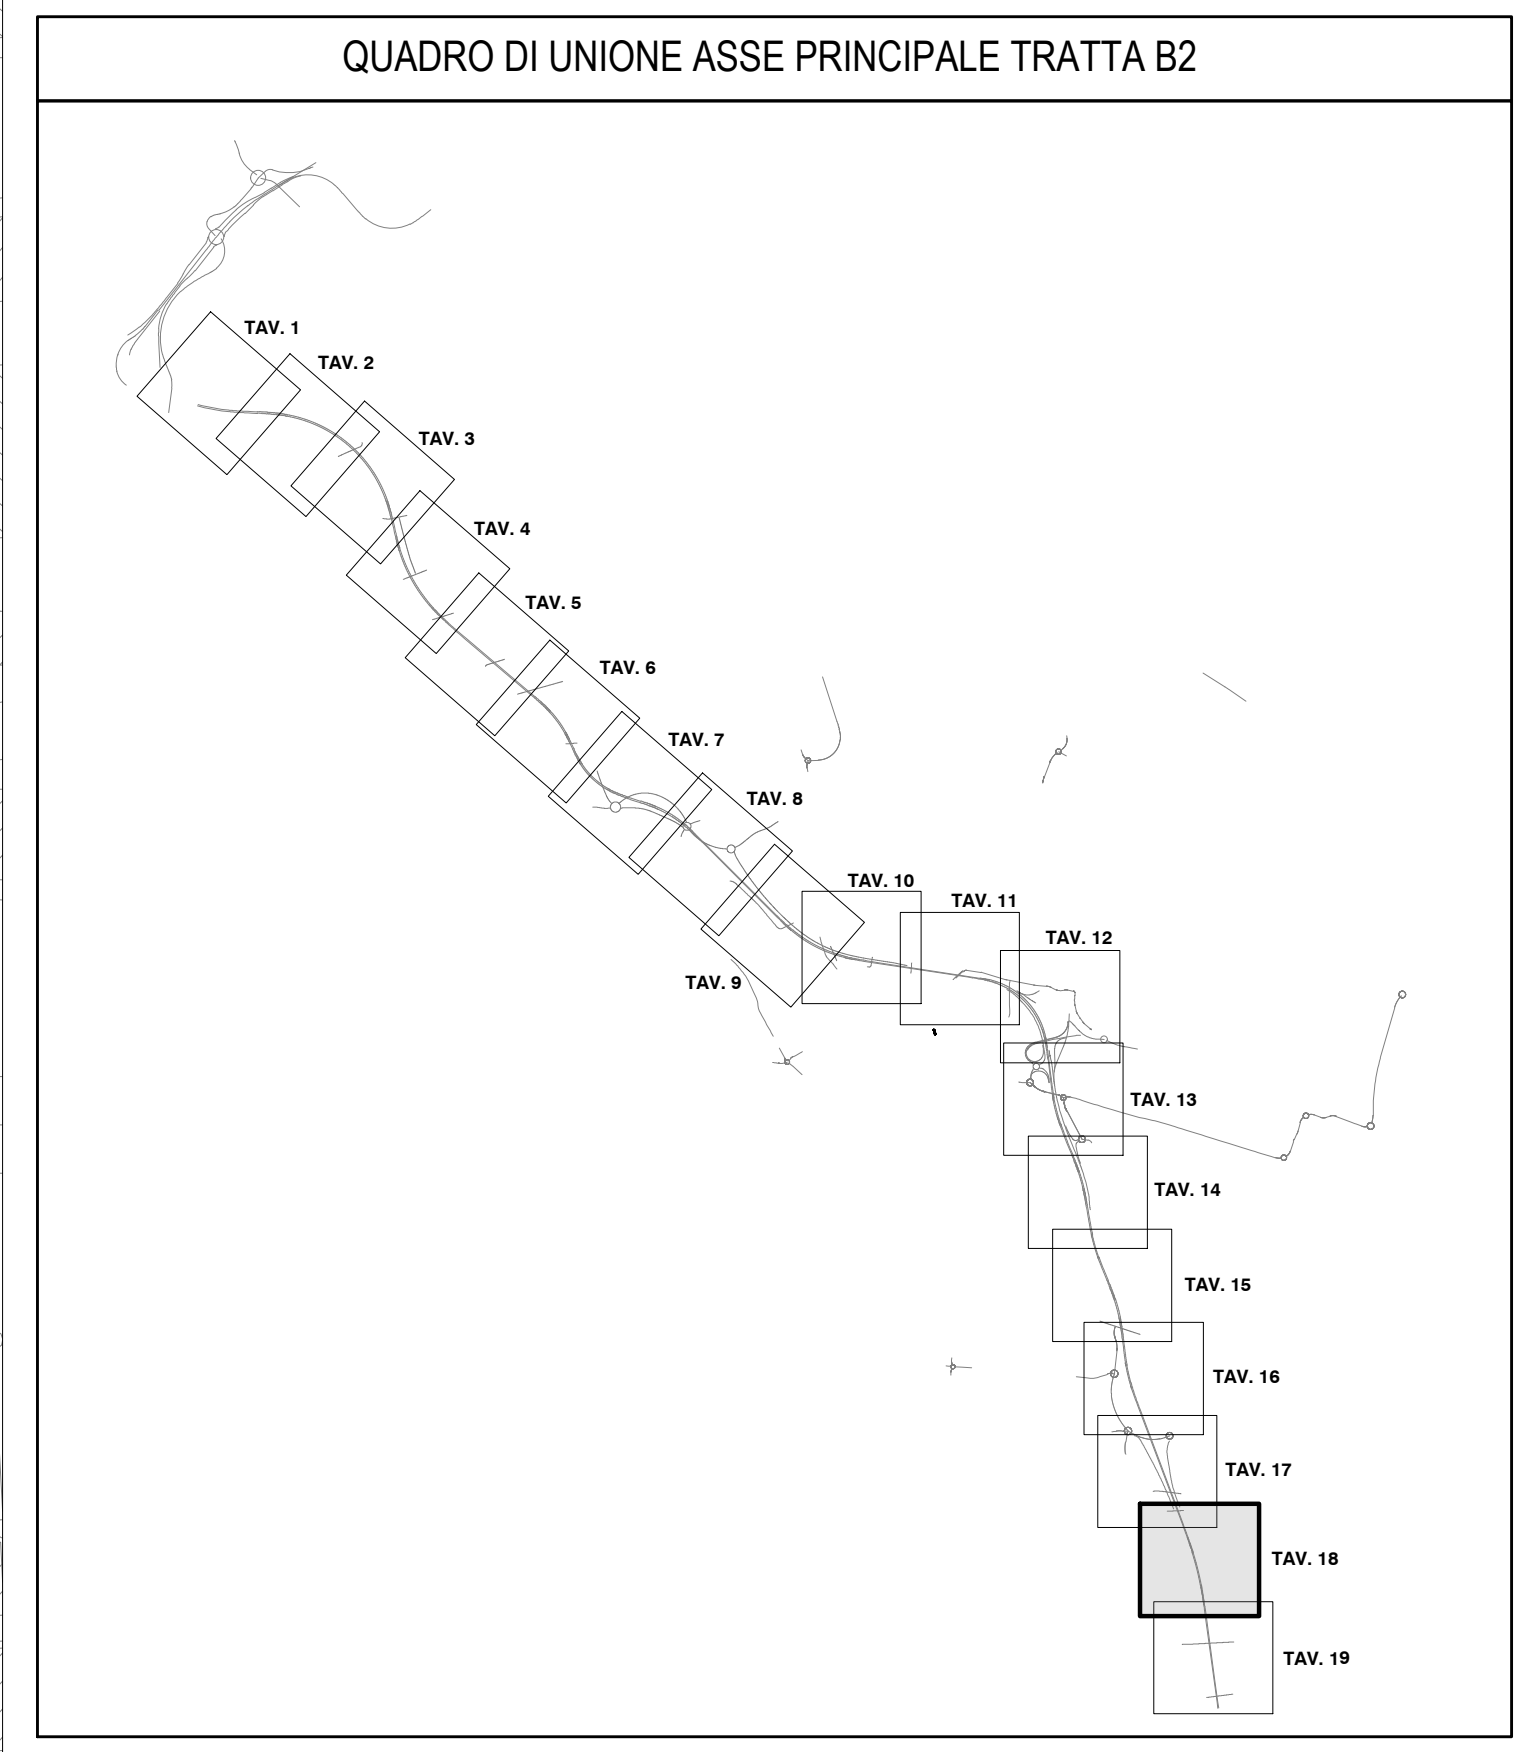 QUADRO DI UNIONE ASSE PRINCIPALE TRATTA B2
TAV. 1
TAV. 2
TAV. 3
TAV. 4
TAV. 5
TAV. 6
TAV. 7
TAV. 8
TAV. 9
TAV. 10
TAV. 11
TAV. 12
TAV. 13
TAV. 14
TAV. 15
TAV. 16
TAV. 17
TAV. 18
TAV. 19